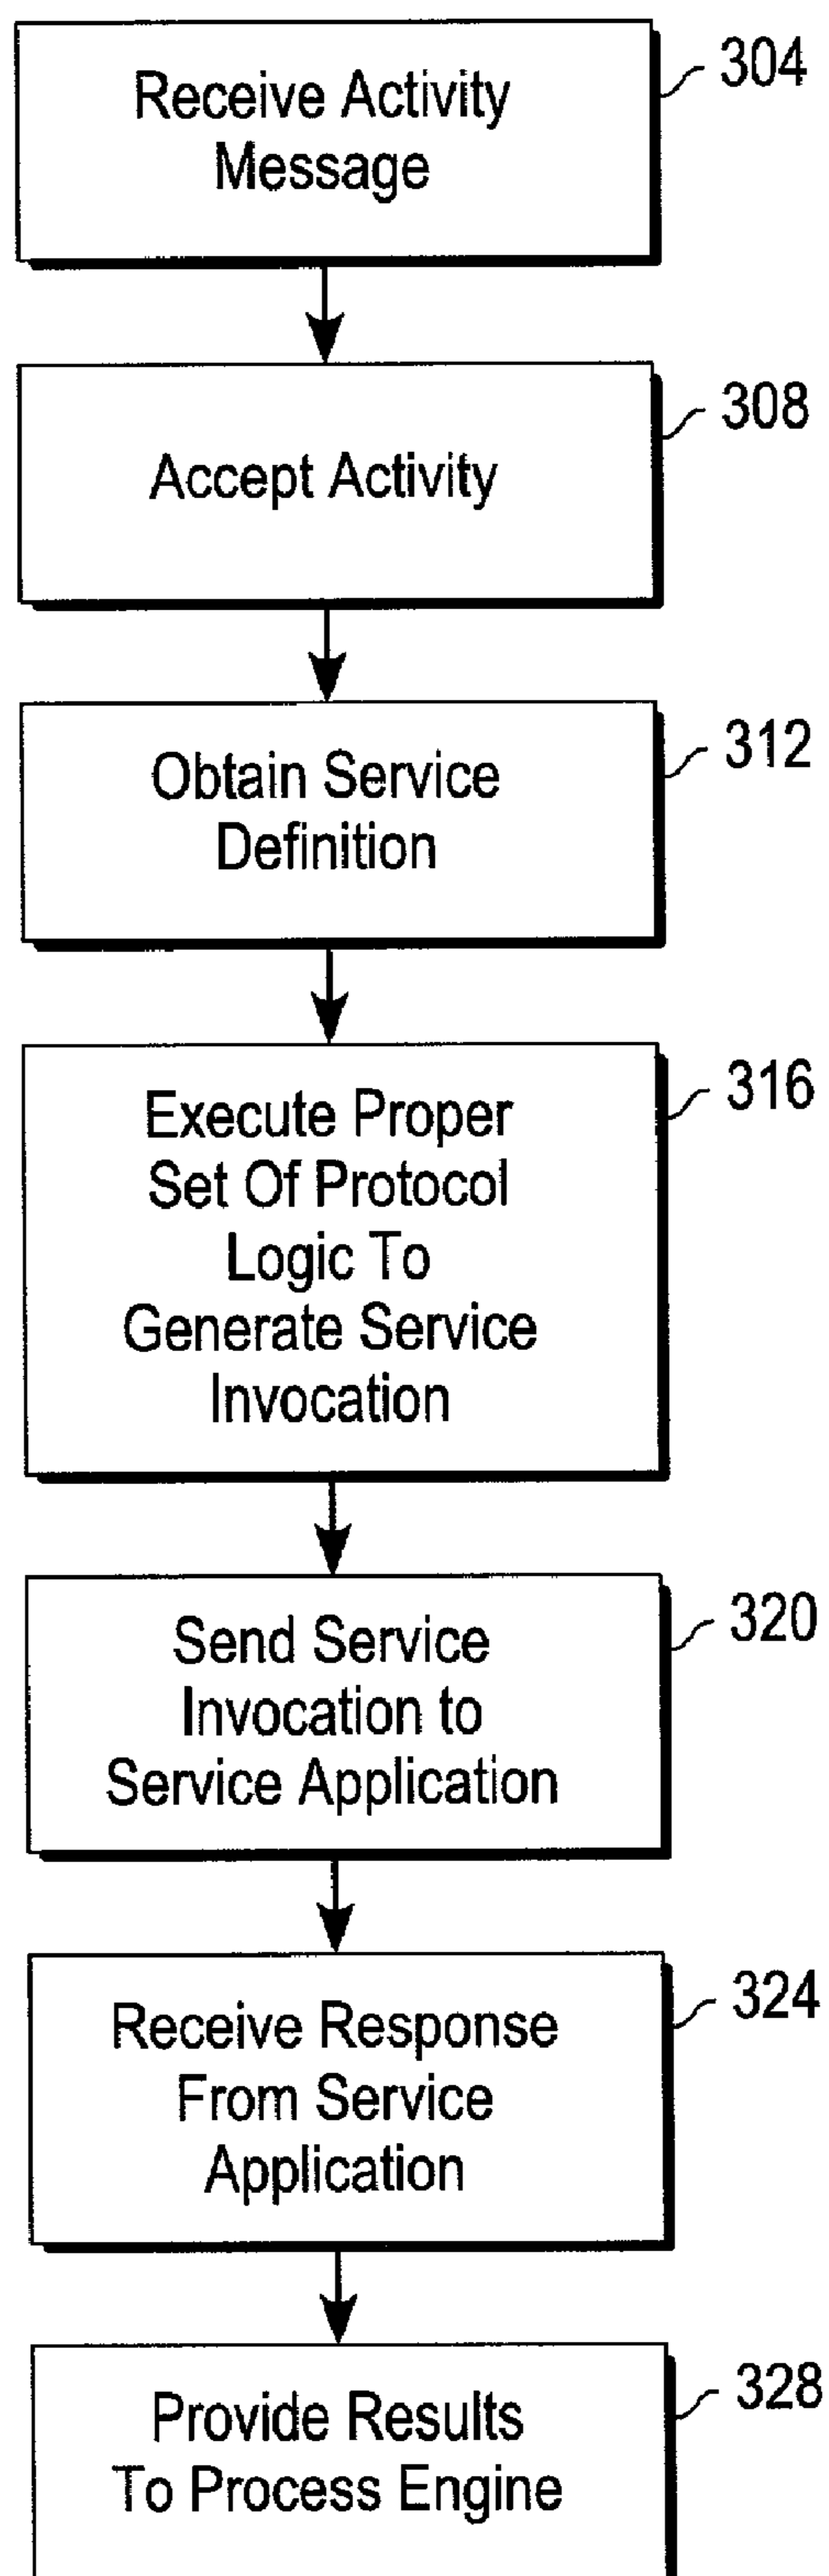 Receive Activity
Message
304
Accept Activity
308
Obtain Service
Definition
312
Execute Proper
Set Of Protocol
Logic To
Generate Service
Invocation
316
Send Service
Invocation to
Service Application
320
Receive Response
From Service
Application
324
Provide Results
To Process Engine
328